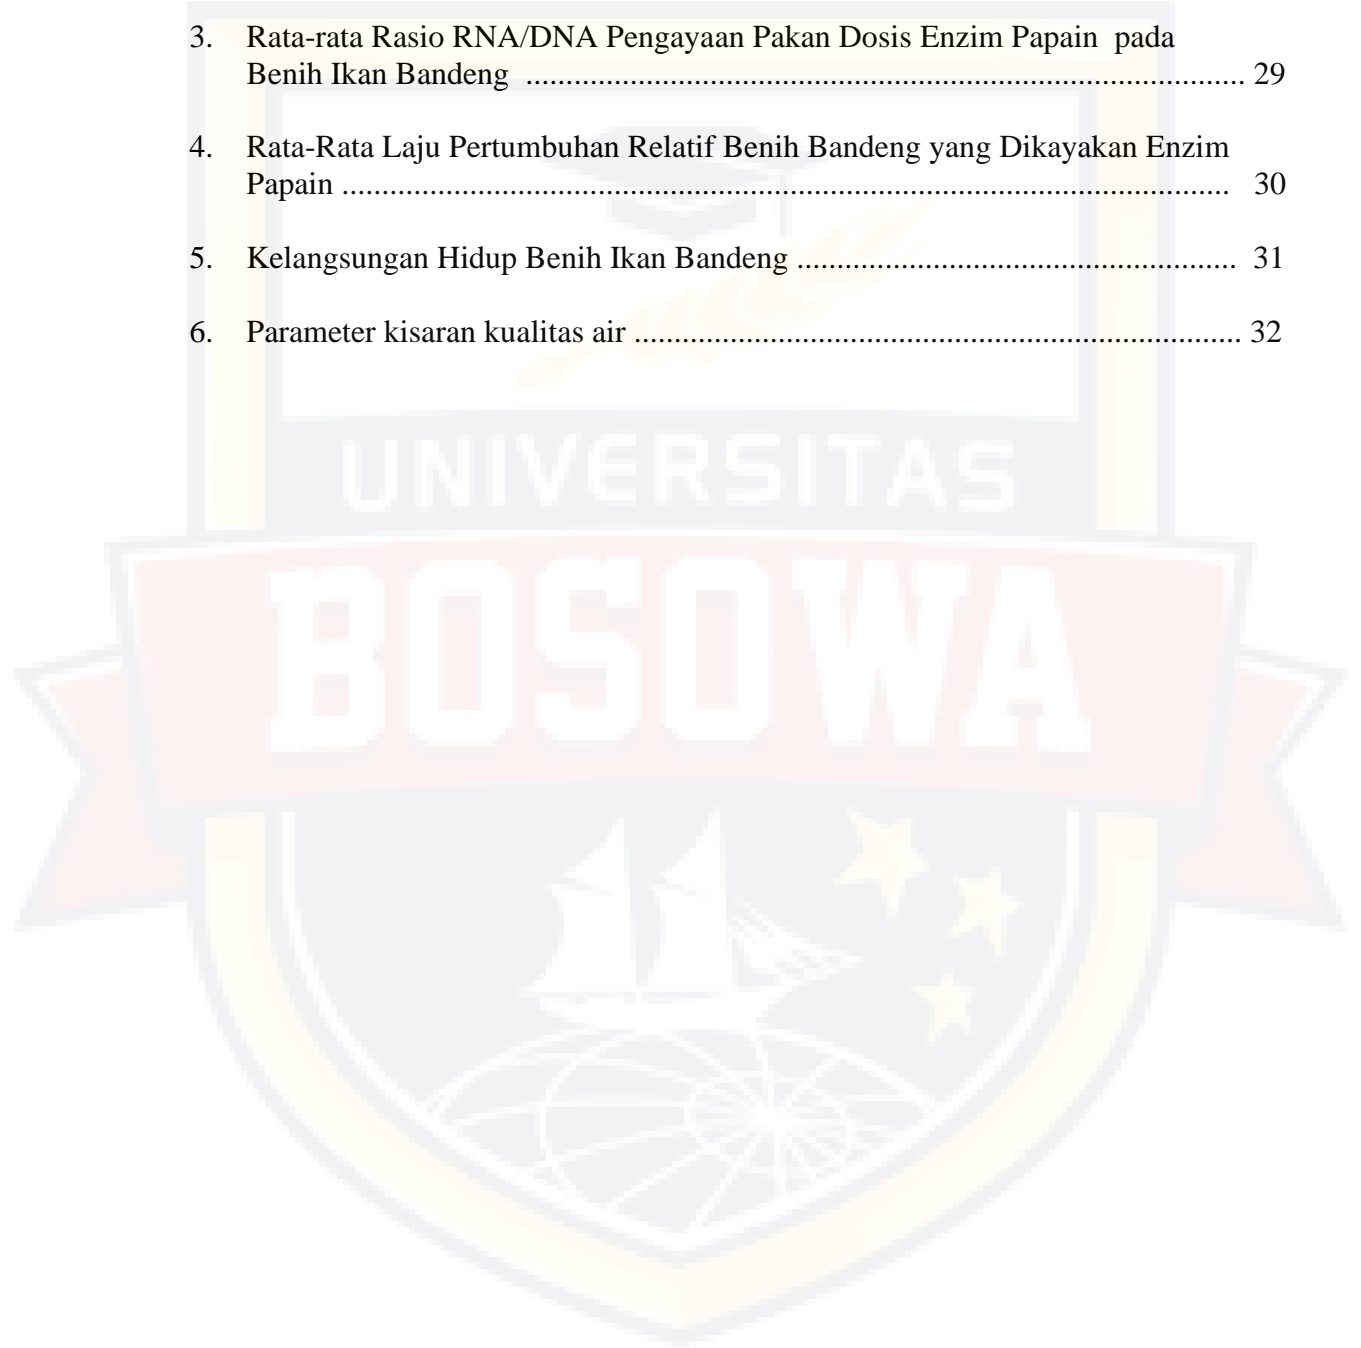 3. Rata-rata Rasio RNA/DNA Pengayaan Pakan Dosis Enzim Papain pada
Benih Ikan Bandeng ........................................................................................... 29
4. Rata-Rata Laju Pertumbuhan Relatif Benih Bandeng yang Dikayakan Enzim
Papain ................................................................................................................ 30
5. Kelangsungan Hidup Benih Ikan Bandeng ........................................................ 31
6. Parameter kisaran kualitas air ............................................................................. 32
UNIVERSITAS
BOSOWA